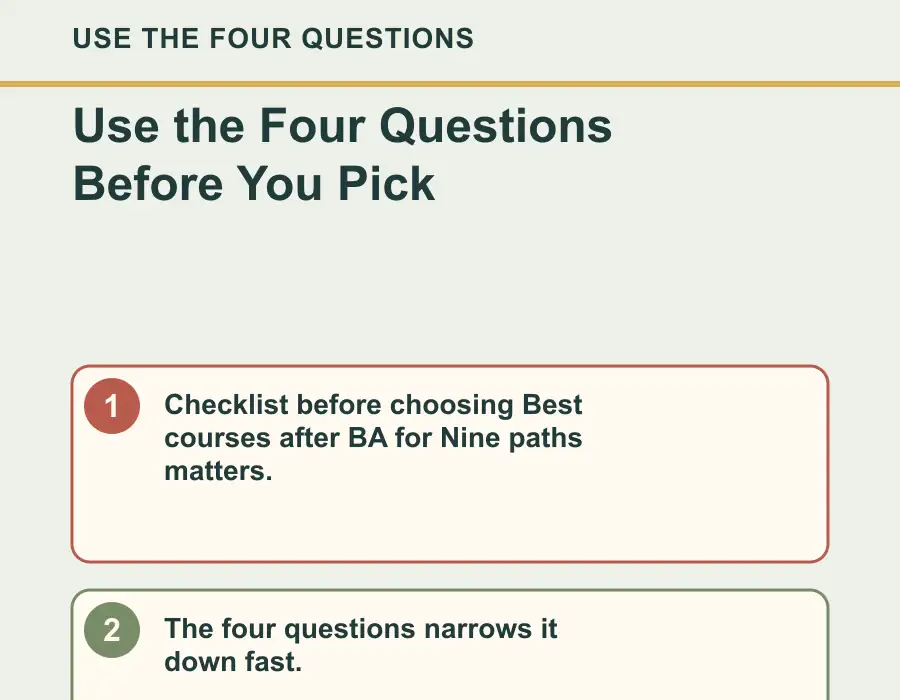 USE THE FOUR QUESTIONS
Use the Four Questions
Before You Pick
1
Checklist before choosing Best
courses after BA for Nine paths
matters.
2
The four questions narrows it
down fast.